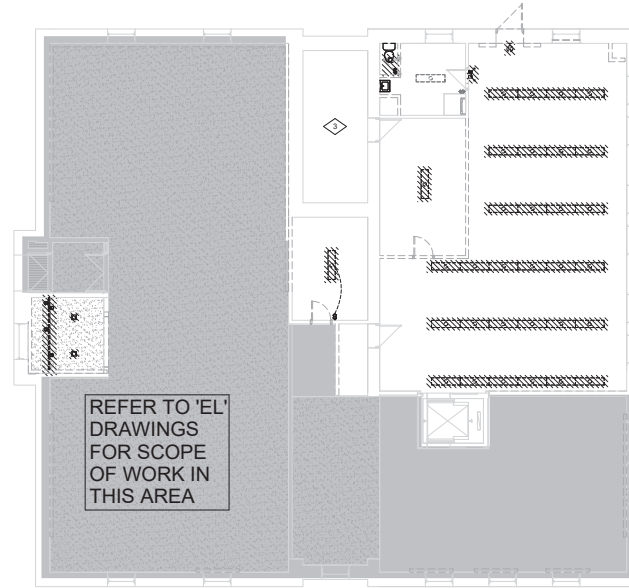 3
REFER TO 'EL'
DRAWINGS
FOR SCOPE
OF WORK IN
THIS AREA